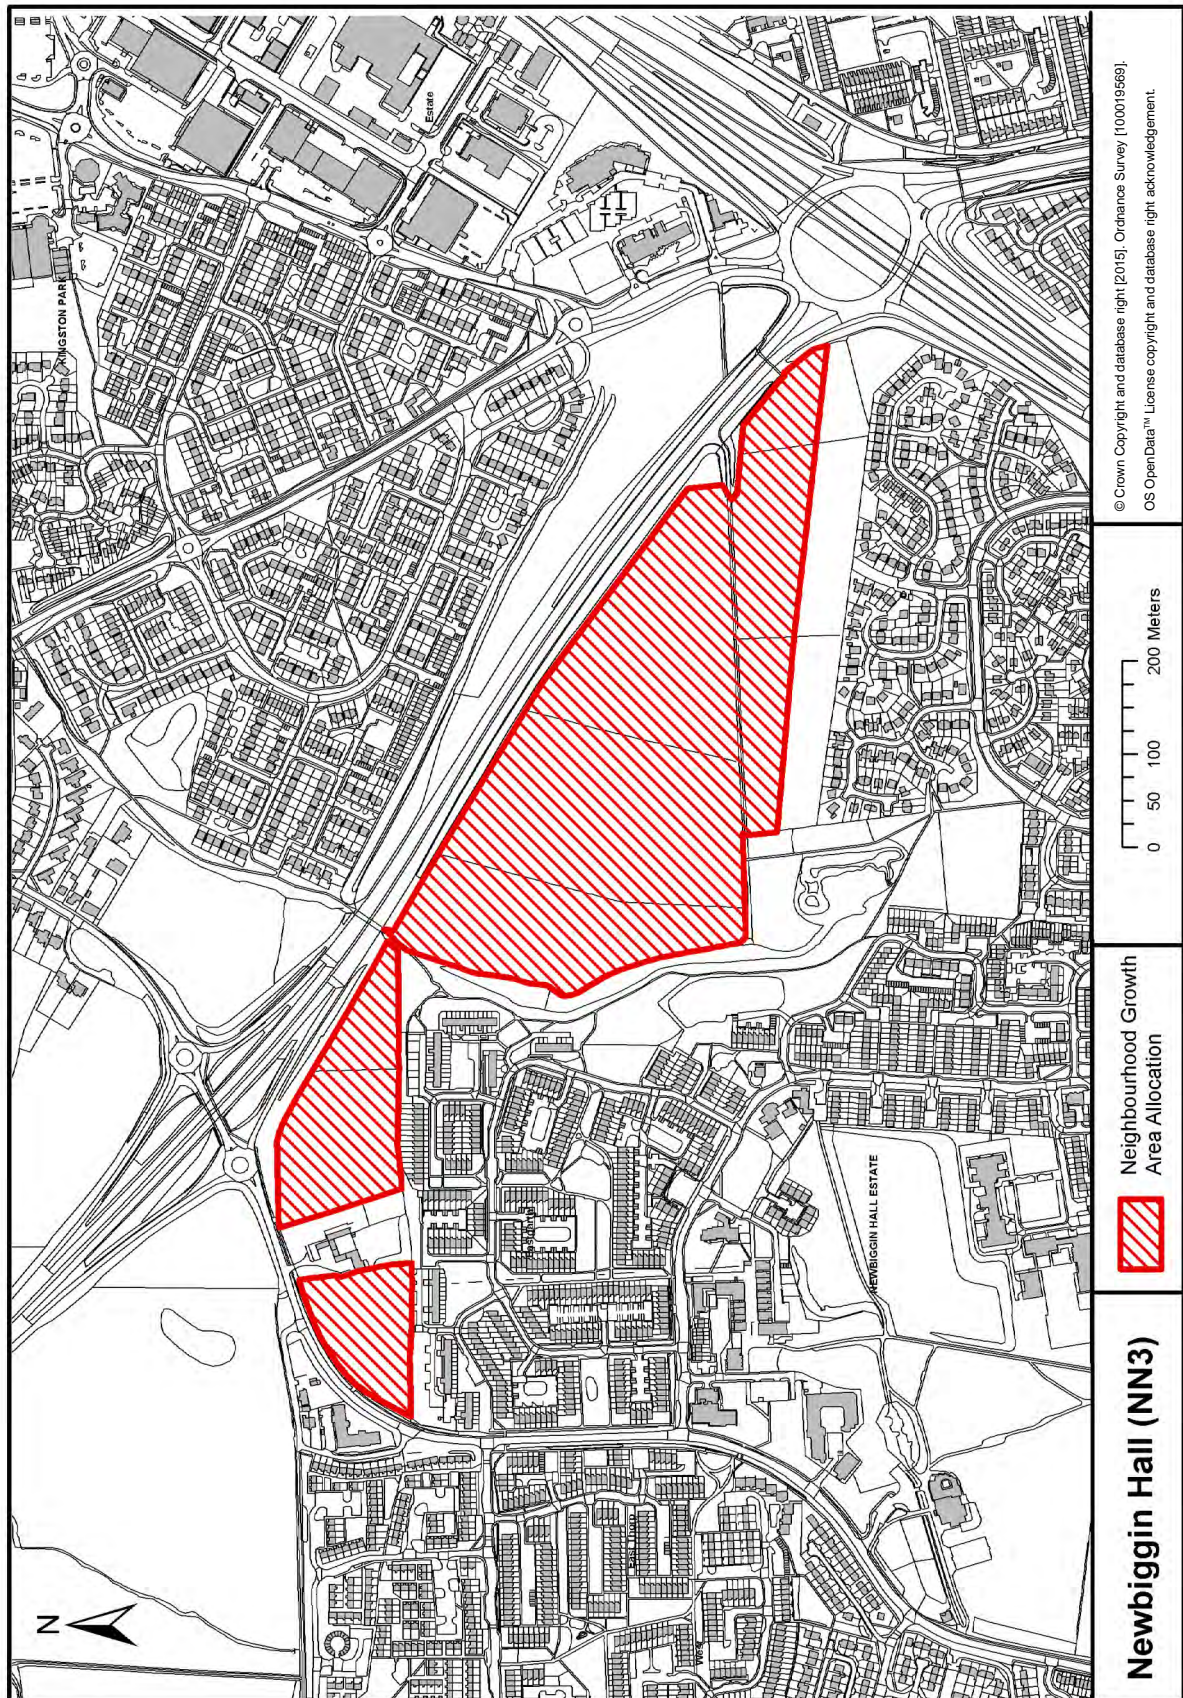 N
KINGSTON PARK
Estate
NEWBIGGIN HALL ESTATE
Newbiggin Hall (NN3)
Neighbourhood Growth
Area Allocation
0 50 100 200 Meters
© Crown Copyright and database right [2015]. Ordnance Survey [100019569].
OS OpenData™ License copyright and database right acknowledgement.